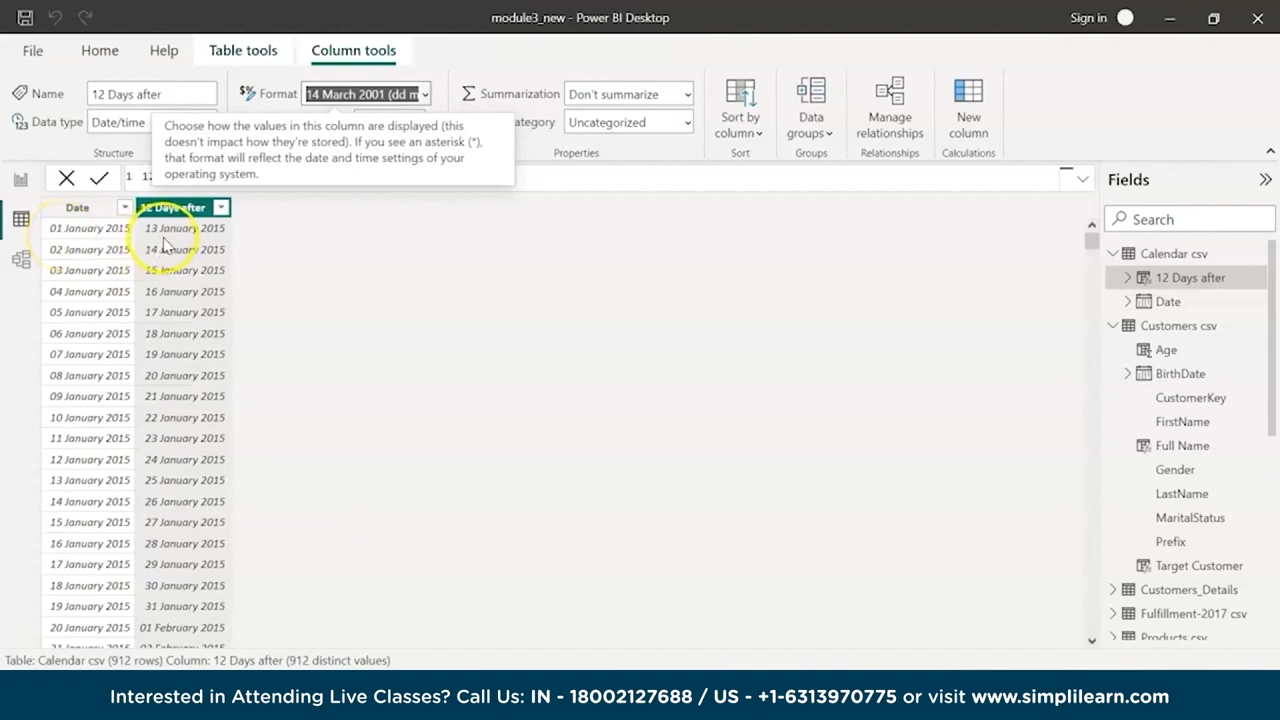 module3_new - Power BI Desktop
Sign in
File
Home
Help
Table tools
Column tools
Name
12 Days after
Format
14 March 2001 (dd m
Summarization
Don't summarize
Data type
Date/time
Uncategorized
Sort by
column
Data
groups
Manage
relationships
New
column
Structure
Properties
Sort
Groups
Relationships
Calculations
Choose how the values in this column are displayed (this
doesn't impact how they're stored). If you see an asterisk (*),
that format will reflect the date and time settings of your
operating system.
1 12
Date
12 Days after
01 January 2015 13 January 2015
02 January 2015 14 January 2015
03 January 2015 15 January 2015
04 January 2015 16 January 2015
05 January 2015 17 January 2015
06 January 2015 18 January 2015
07 January 2015 19 January 2015
08 January 2015 20 January 2015
09 January 2015 21 January 2015
10 January 2015 22 January 2015
11 January 2015 23 January 2015
12 January 2015 24 January 2015
13 January 2015 25 January 2015
14 January 2015 26 January 2015
15 January 2015 27 January 2015
16 January 2015 28 January 2015
17 January 2015 29 January 2015
18 January 2015 30 January 2015
19 January 2015 31 January 2015
20 January 2015 01 February 2015
Fields
Search
Calendar csv
12 Days after
Date
Customers csv
Age
BirthDate
CustomerKey
FirstName
Full Name
Gender
LastName
MaritalStatus
Prefix
Target Customer
Customers_Details
Fulfillment-2017 csv
Products csv
Table: Calendar csv (912 rows) Column: 12 Days after (912 distinct values)
Interested in Attending Live Classes? Call Us: IN - 18002127688 / US - +1-6313970775 or visit www.simplilearn.com